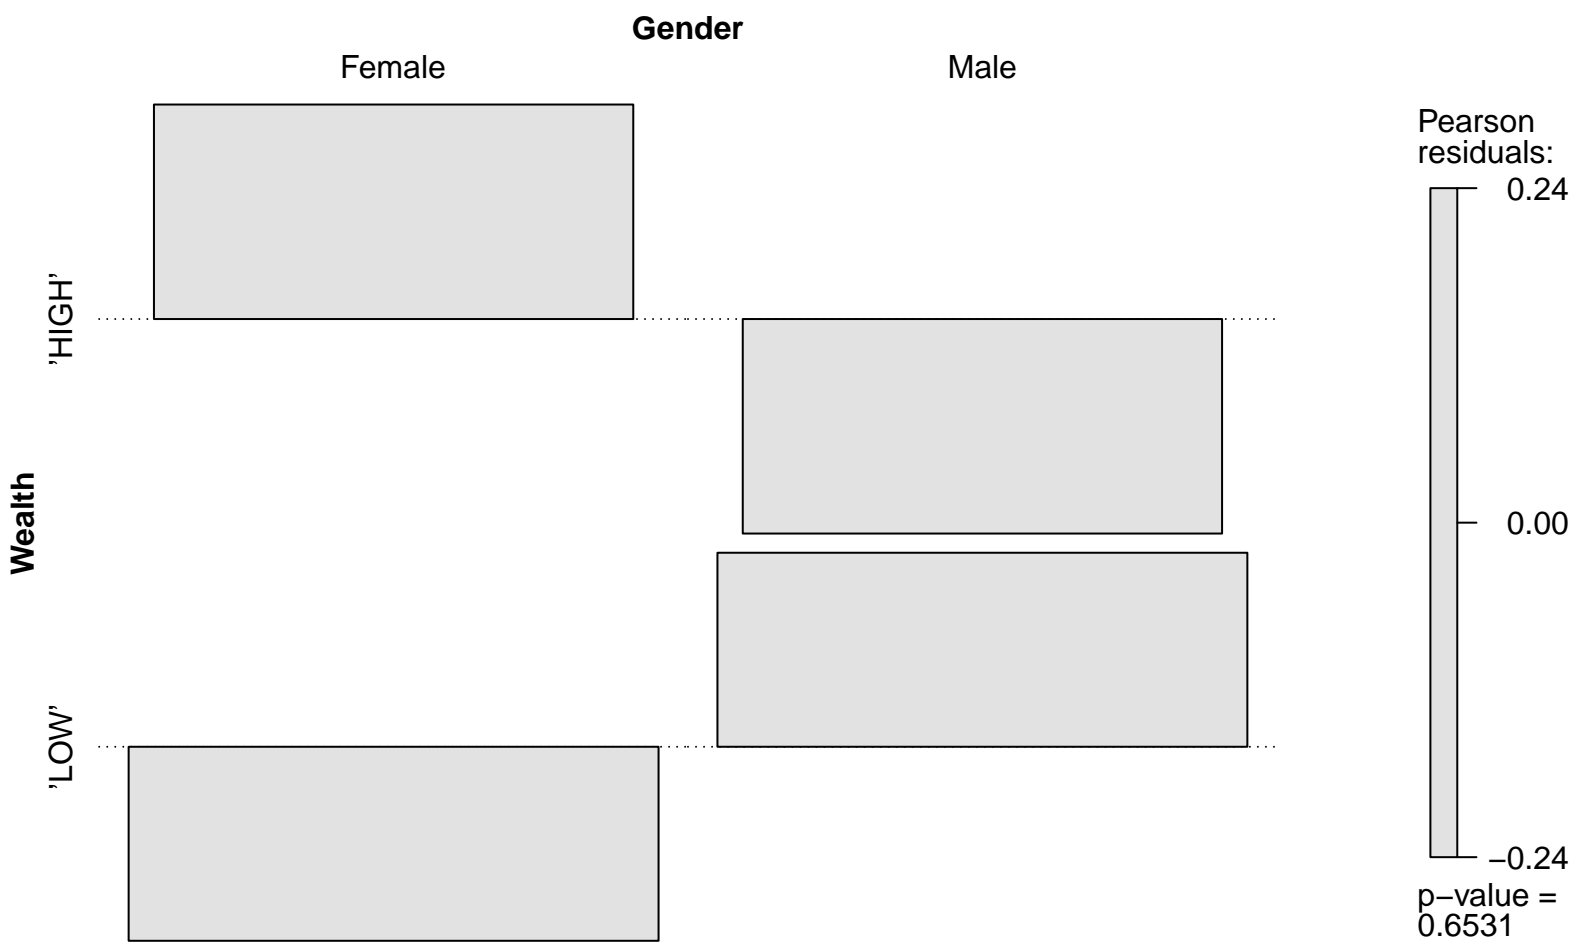 Gender
Female
Male
Wealth
’HIGH’
’LOW’
Pearson
residuals:
0.24
0.00
−0.24
p−value =
0.6531